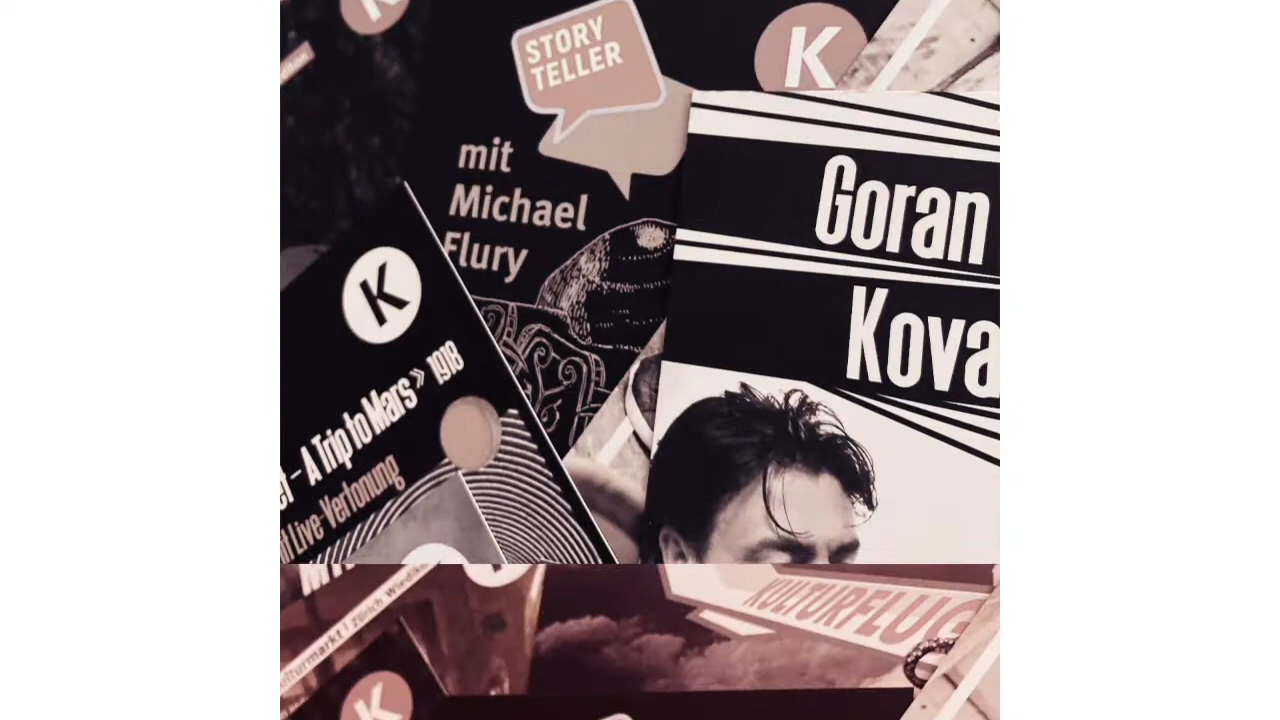 K
STORY
TELLER
K
mit
Michael
Flury
Goran
Kova
K
A Trip to Mars» 1918
Live-Vertonung
KULTURFLUG
Kulturmarkt | Zürich Wiedikon
K